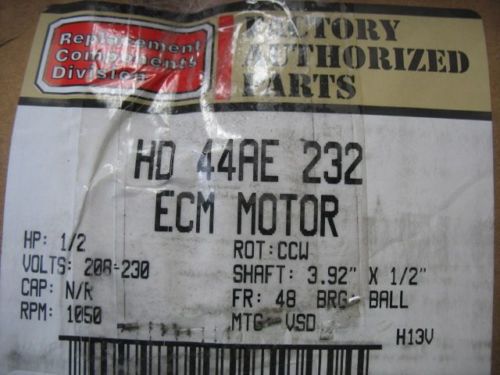 Replacement
Components
Division
FACTORY
AUTHORIZED
PARTS
HD 44AE 232
ECM MOTOR
HP: 1/2
VOLTS: 208-230
CAP: N/R
RPM: 1050
ROT:CCW
SHAFT: 3.92" X 1/2"
FR: 48 BRG- BALL
MTG- VSD
H13V